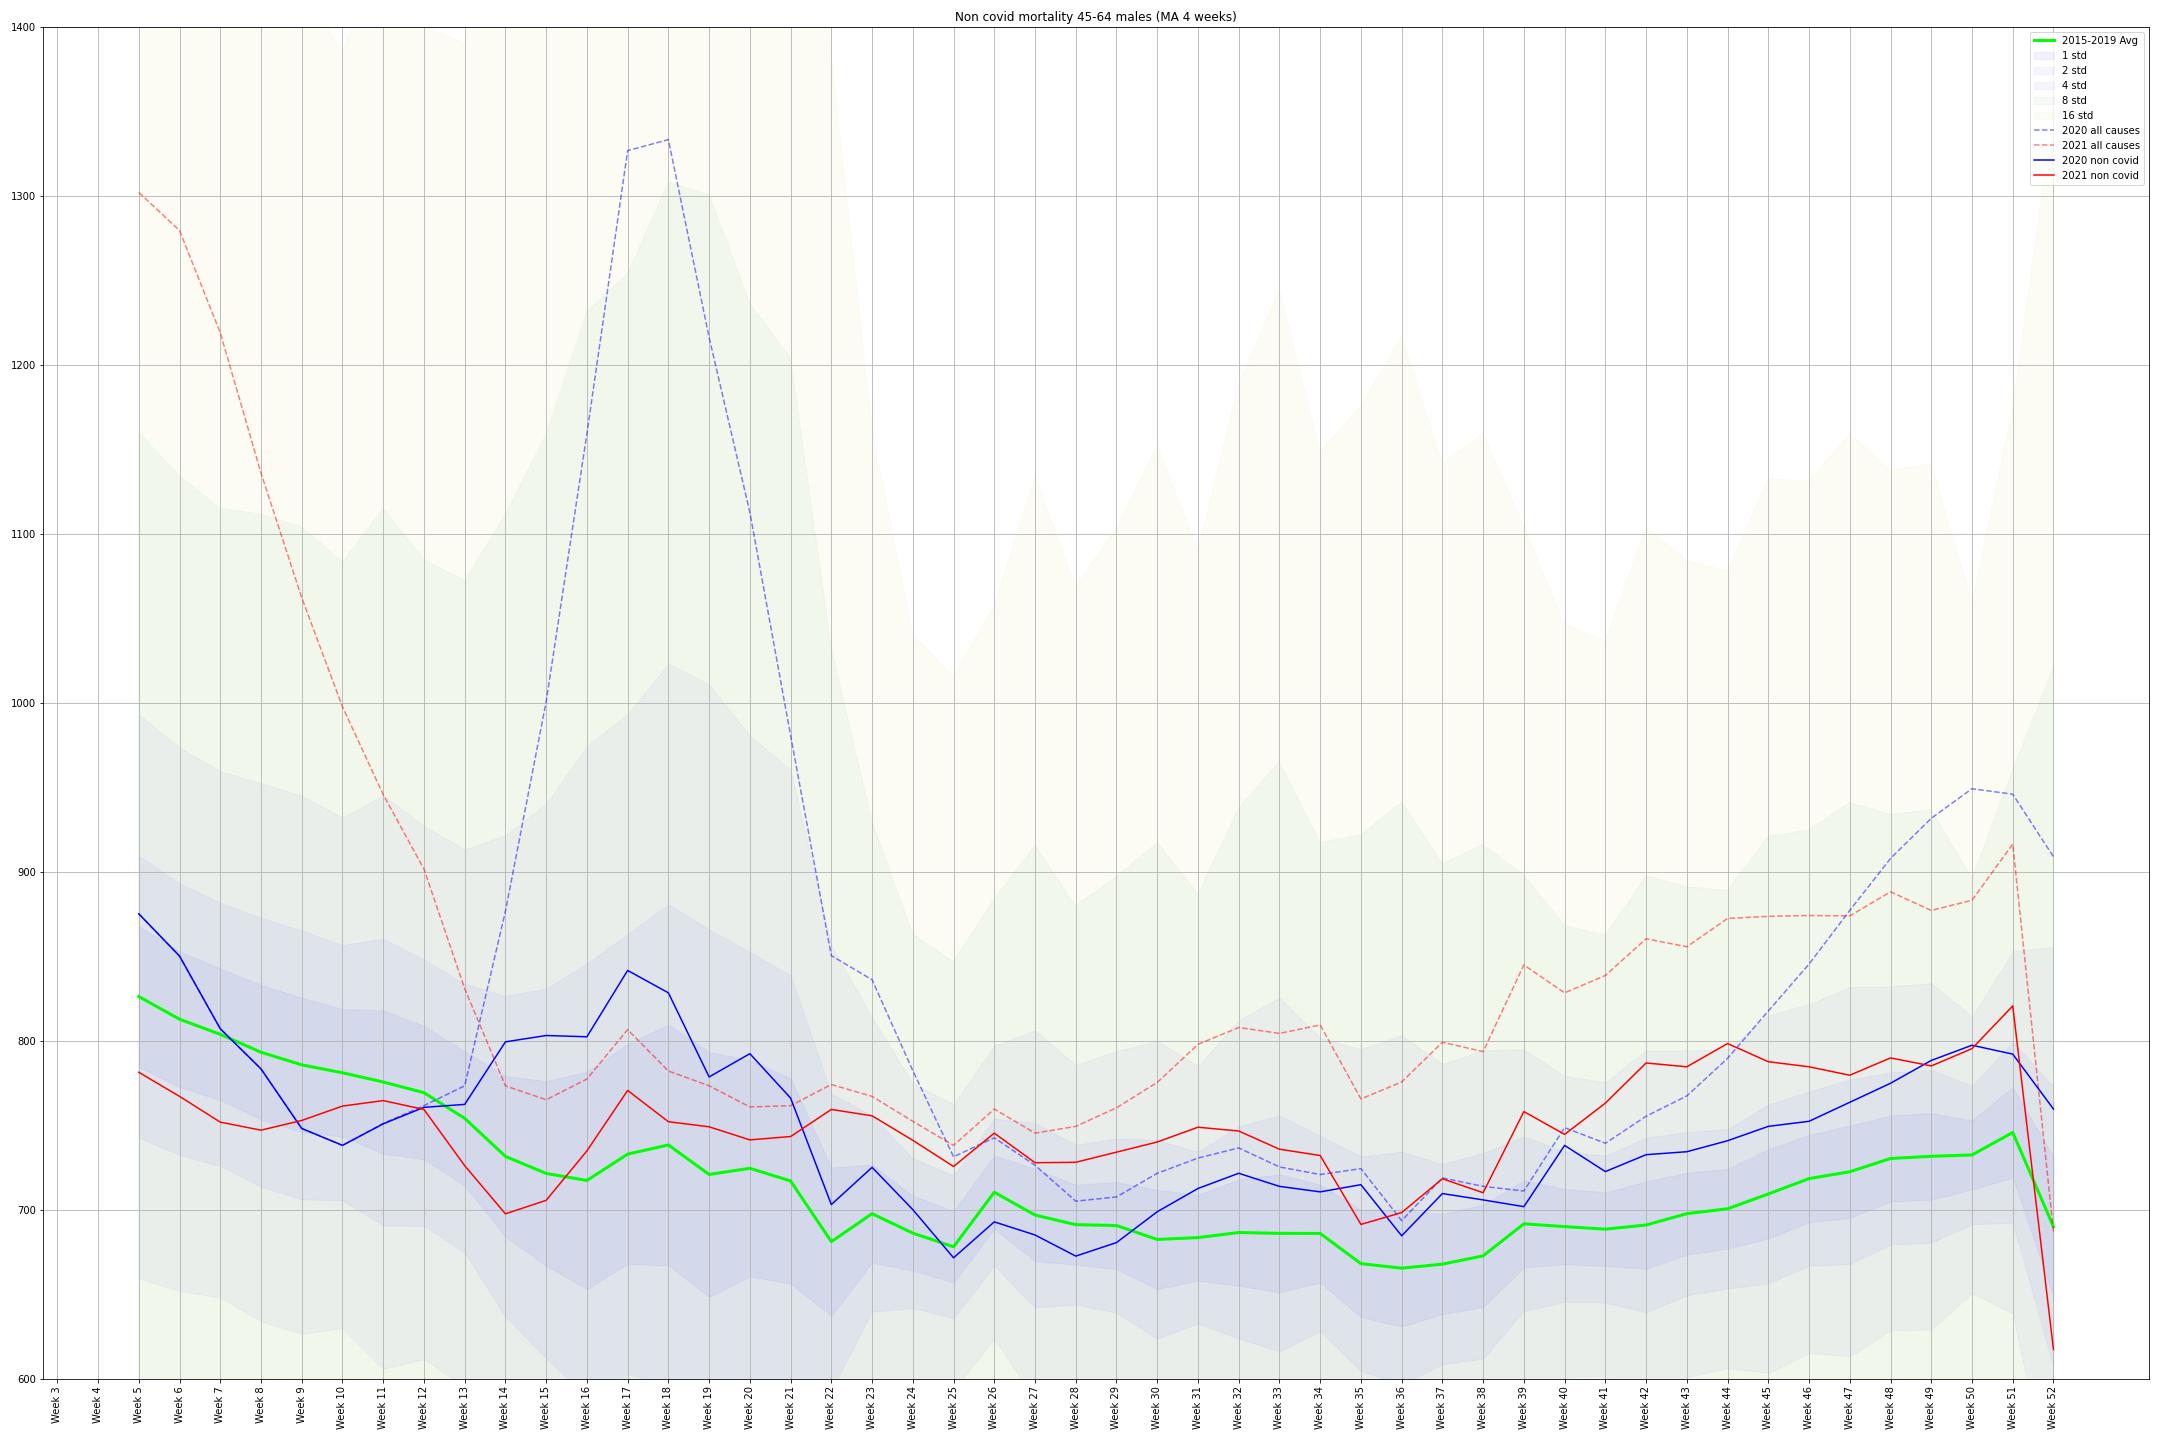 Non covid mortality 45-64 males (MA 4 weeks)
1400
1300
1200
1100
1000
900
800
700
600
2015-2019 Avg
1 std
2 std
4 std
8 std
16 std
2020 all causes
2021 all causes
2020 non covid
2021 non covid
Week 3
Week 4
Week 5
Week 6
Week 7
Week 8
Week 9
Week 10
Week 11
Week 12
Week 13
Week 14
Week 15
Week 16
Week 17
Week 18
Week 19
Week 20
Week 21
Week 22
Week 23
Week 24
Week 25
Week 26
Week 27
Week 28
Week 29
Week 30
Week 31
Week 32
Week 33
Week 34
Week 35
Week 36
Week 37
Week 38
Week 39
Week 40
Week 41
Week 42
Week 43
Week 44
Week 45
Week 46
Week 47
Week 48
Week 49
Week 50
Week 51
Week 52